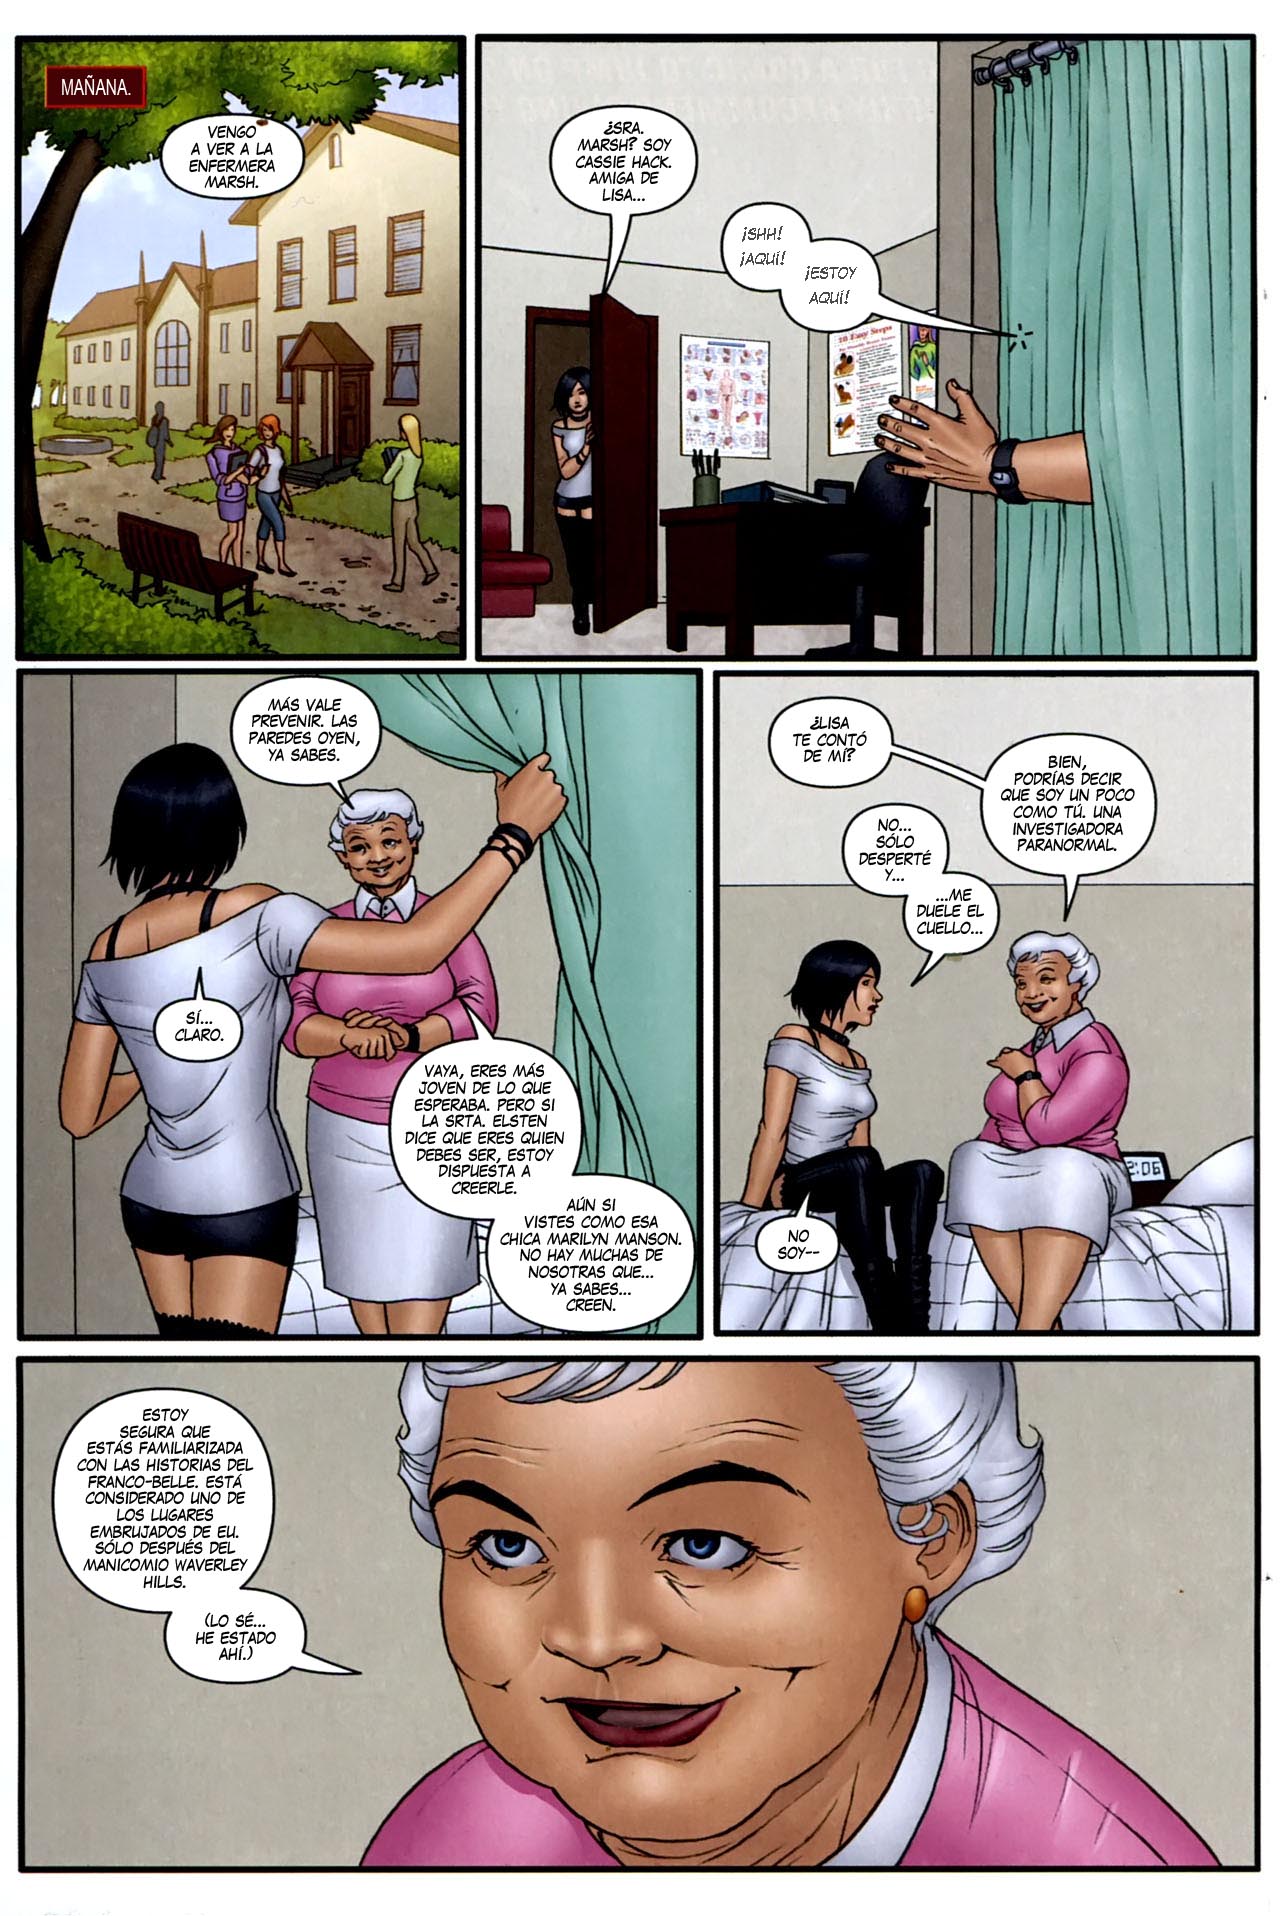 MAÑANA.
VENGO
A VER A LA
ENFERMERA
MARSH.
¿SRA.
MARSH? SOY
CASSIE HACK.
AMIGA DE
LISA...
¡SHH!
¡AQUÍ!
¡ESTOY
AQUÍ!
10 Easy Steps
MÁS VALE
PREVENIR. LAS
PAREDES OYEN,
YA SABES.
SÍ...
CLARO.
VAYA, ERES MÁS
JOVEN DE LO QUE
ESPERABA. PERO SI
LA SRTA. ELSTEN
DICE QUE ERES QUIEN
DEBES SER, ESTOY
DISPUESTA A
CREERLE.
AÚN SI
VISTES COMO ESA
CHICA MARILYN MANSON.
NO HAY MUCHAS DE
NOSOTRAS QUE...
YA SABES...
CREEN.
¿LISA
TE CONTÓ
DE MÍ?
BIEN,
PODRÍAS DECIR
QUE SOY UN POCO
COMO TÚ. UNA
INVESTIGADORA
PARANORMAL.
NO...
SÓLO
DESPERTÉ
Y...
...ME
DUELE EL
CUELLO...
NO
SOY--
2:06
ESTOY
SEGURA QUE
ESTÁS FAMILIARIZADA
CON LAS HISTORIAS DEL
FRANCO-BELLE. ESTÁ
CONSIDERADO UNO DE
LOS LUGARES
EMBRUJADOS DE EU.
SÓLO DESPUÉS DEL
MANICOMIO WAVERLEY
HILLS.
(LO SÉ...
HE ESTADO
AHÍ.)